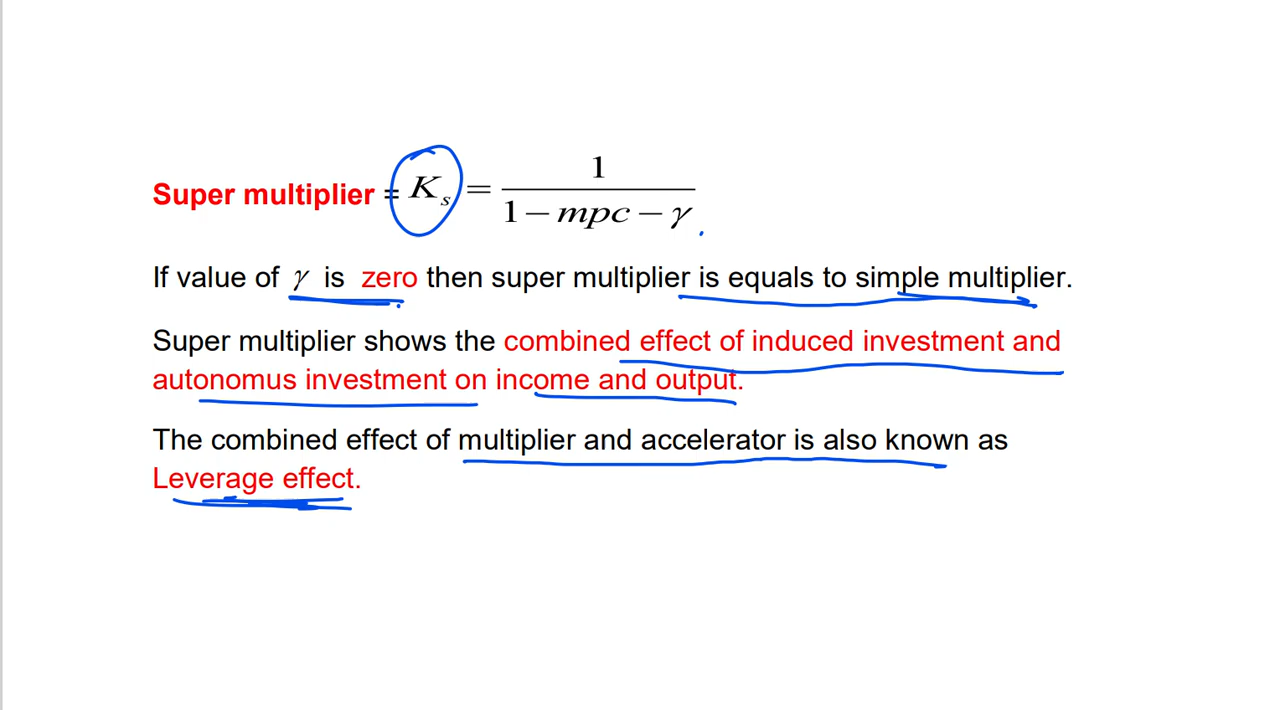 Super multiplier = Kₛ = 1 / (1 − mpc − γ)
If value of γ is zero then super multiplier is equals to simple multiplier.
Super multiplier shows the combined effect of induced investment and
autonomus investment on income and output.
The combined effect of multiplier and accelerator is also known as
Leverage effect.